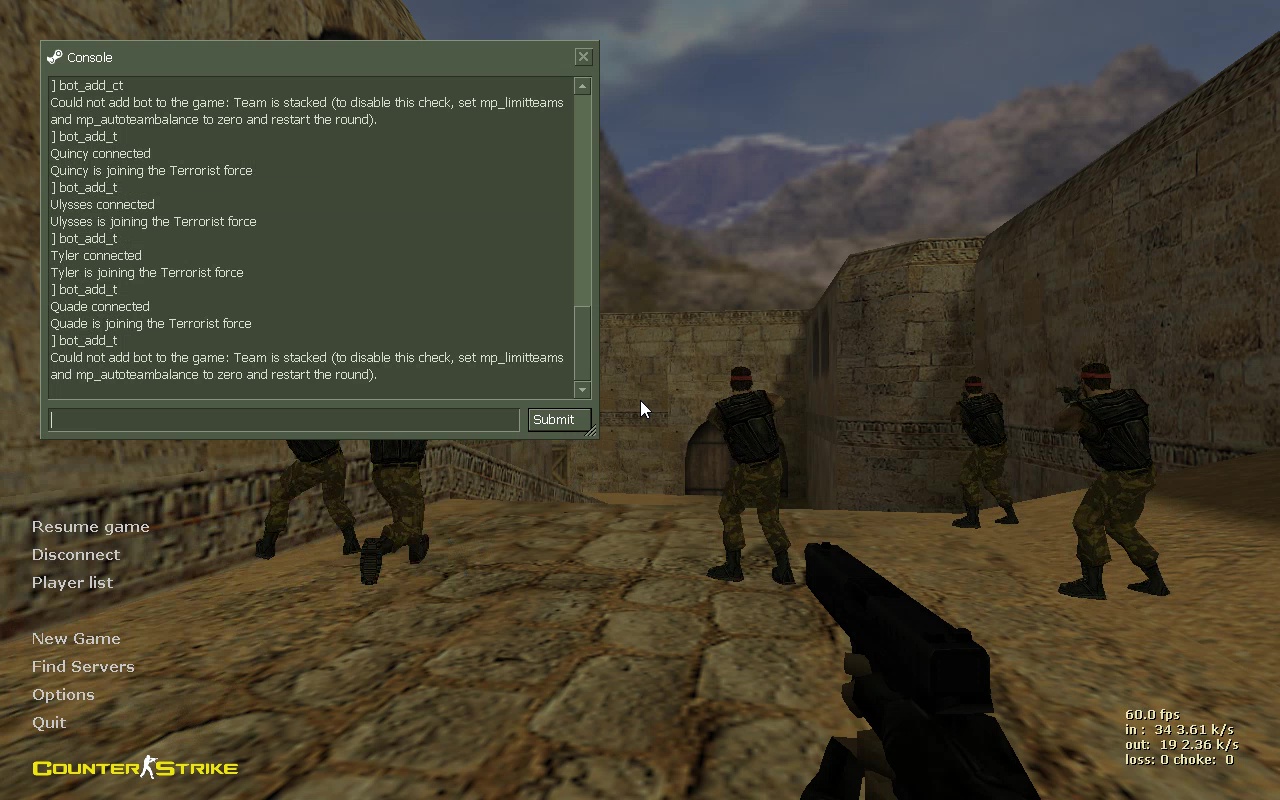 Console
] bot_add_ct
Could not add bot to the game: Team is stacked (to disable this check, set mp_limitteams
and mp_autoteambalance to zero and restart the round).
] bot_add_t
Quincy connected
Quincy is joining the Terrorist force
] bot_add_t
Ulysses connected
Ulysses is joining the Terrorist force
] bot_add_t
Tyler connected
Tyler is joining the Terrorist force
] bot_add_t
Quade connected
Quade is joining the Terrorist force
] bot_add_t
Could not add bot to the game: Team is stacked (to disable this check, set mp_limitteams
and mp_autoteambalance to zero and restart the round).
Submit
Resume game
Disconnect
Player list
New Game
Find Servers
Options
Quit
COUNTER STRIKE
60.0 fps
in : 34 3.61 k/s
out: 19 2.36 k/s
loss: 0 choke: 0